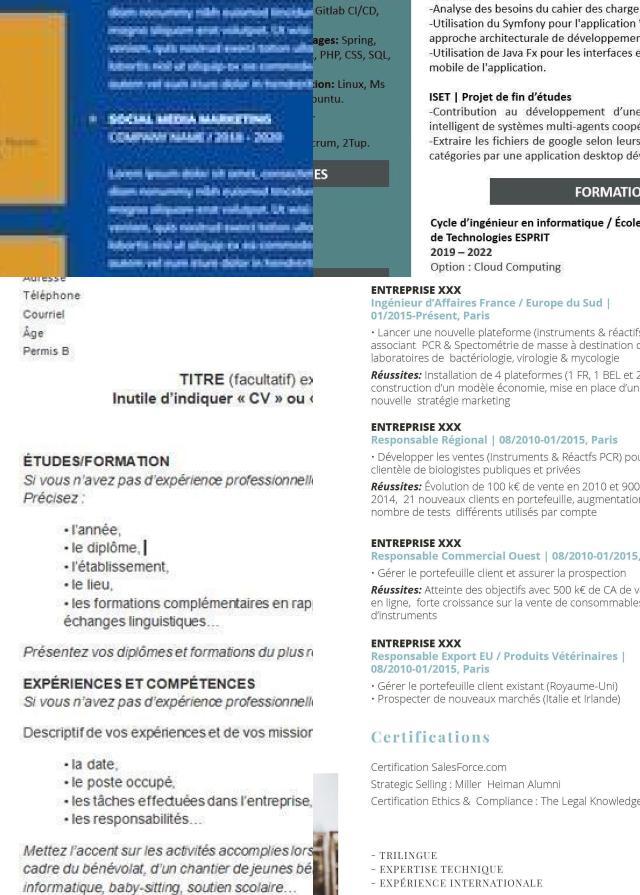 diam nonummy nibh euismod tincidun
magna aliquam erat volutpat. Ut wisi
veniam, quis nostrud exerci tation ull
lobortis nisl ut aliquip ex ea commodo
autem vel eum iriure dolor in hendrerit
SOCIAL MEDIA MARKETING
COMPANY NAME / 2018 - 2020
Lorem ipsum dolor sit amet, consectet
diam nonummy nibh euismod tincidun
magna aliquam erat volutpat. Ut wisi
veniam, quis nostrud exerci tation ull
lobortis nisl ut aliquip ex ea commodo
autem vel eum iriure dolor in hendrerit
Gitlab CI/CD,
ages: Spring,
, PHP, CSS, SQL,
ion: Linux, Ms
buntu.
crum, 2Tup.
ES
-Analyse des besoins du cahier des charge
-Utilisation du Symfony pour l'application
approche architecturale de développemen
-Utilisation de Java Fx pour les interfaces e
mobile de l'application.
ISET | Projet de fin d'études
-Contribution au développement d'une
intelligent de systèmes multi-agents coopé
-Extraire les fichiers de google selon leurs
catégories par une application desktop dé
FORMATIO
Cycle d'ingénieur en informatique / École
de Technologies ESPRIT
2019 – 2022
Option : Cloud Computing
Adresse
Téléphone
Courriel
Âge
Permis B
TITRE (facultatif) ex
Inutile d'indiquer « CV » ou «
ÉTUDES/FORMATION
Si vous n'avez pas d'expérience professionnelle
Précisez :
• l'année,
• le diplôme,
• l'établissement,
• le lieu,
• les formations complémentaires en rap
échanges linguistiques…
Présentez vos diplômes et formations du plus r
EXPÉRIENCES ET COMPÉTENCES
Si vous n'avez pas d'expérience professionnelle
Descriptif de vos expériences et de vos mission
• la date,
• le poste occupé,
• les tâches effectuées dans l'entreprise,
• les responsabilités…
Mettez l'accent sur les activités accomplies lors
cadre du bénévolat, d'un chantier de jeunes bé
informatique, baby-sitting, soutien scolaire…
ENTREPRISE XXX
Ingénieur d'Affaires France / Europe du Sud |
01/2015-Présent, Paris
• Lancer une nouvelle plateforme (instruments & réactifs
associant PCR & Spectométrie de masse à destination d
laboratoires de bactériologie, virologie & mycologie
Réussites: Installation de 4 plateformes (1 FR, 1 BEL et 2
construction d'un modèle économie, mise en place d'un
nouvelle stratégie marketing
ENTREPRISE XXX
Responsable Régional | 08/2010-01/2015, Paris
• Développer les ventes (Instruments & Réactfs PCR) pou
clientèle de biologistes publiques et privées
Réussites: Évolution de 100 k€ de vente en 2010 et 900
2014, 21 nouveaux clients en portefeuille, augmentation
nombre de tests différents utilisés par compte
ENTREPRISE XXX
Responsable Commercial Ouest | 08/2010-01/2015,
• Gérer le portefeuille client et assurer la prospection
Réussites: Atteinte des objectifs avec 500 k€ de CA de v
en ligne, forte croissance sur la vente de consommables
d'instruments
ENTREPRISE XXX
Responsable Export EU / Produits Vétérinaires |
08/2010-01/2015, Paris
• Gérer le portefeuille client existant (Royaume-Uni)
• Prospecter de nouveaux marchés (Italie et Irlande)
Certifications
Certification SalesForce.com
Strategic Selling : Miller Heiman Alumni
Certification Ethics & Compliance : The Legal Knowledge
- TRILINGUE
- EXPERTISE TECHNIQUE
- EXPÉRIENCE INTERNATIONALE